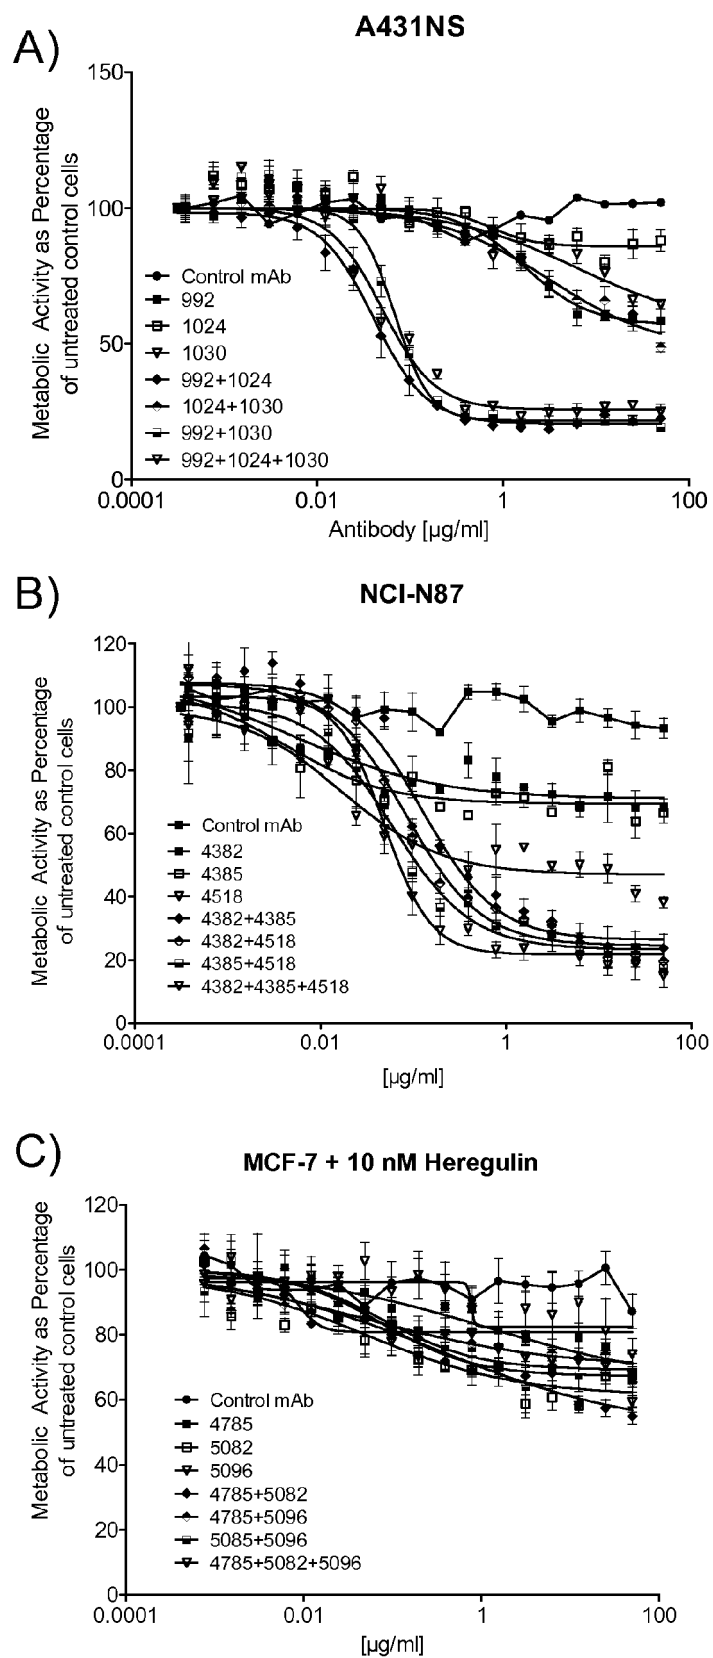 A)
A431NS
Metabolic Activity as Percentage
of untreated control cells
150
100
50
0
Control mAb
992
1024
1030
992+1024
1024+1030
992+1030
992+1024+1030
0.0001
0.01
1
100
Antibody [µg/ml]
B)
NCI-N87
Metabolic Activity as Percentage
of untreated control cells
120
100
80
60
40
20
0
Control mAb
4382
4385
4518
4382+4385
4382+4518
4385+4518
4382+4385+4518
0.0001
0.01
1
100
[µg/ml]
C)
MCF-7 + 10 nM Heregulin
Metabolic Activity as Percentage
of untreated control cells
120
100
80
60
40
20
0
Control mAb
4785
5082
5096
4785+5082
4785+5096
5085+5096
4785+5082+5096
0.0001
0.01
1
100
[µg/ml]